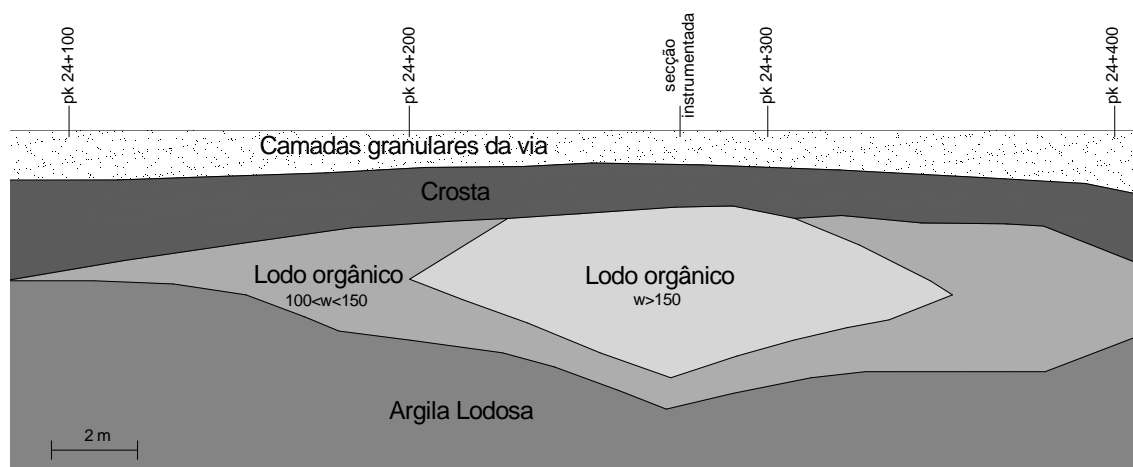 pk 24+100
pk 24+200
secção
instrumentada
pk 24+300
pk 24+400
Camadas granulares da via
Crosta
Lodo orgânico
100<w<150
Lodo orgânico
w>150
Argila Lodosa
2 m